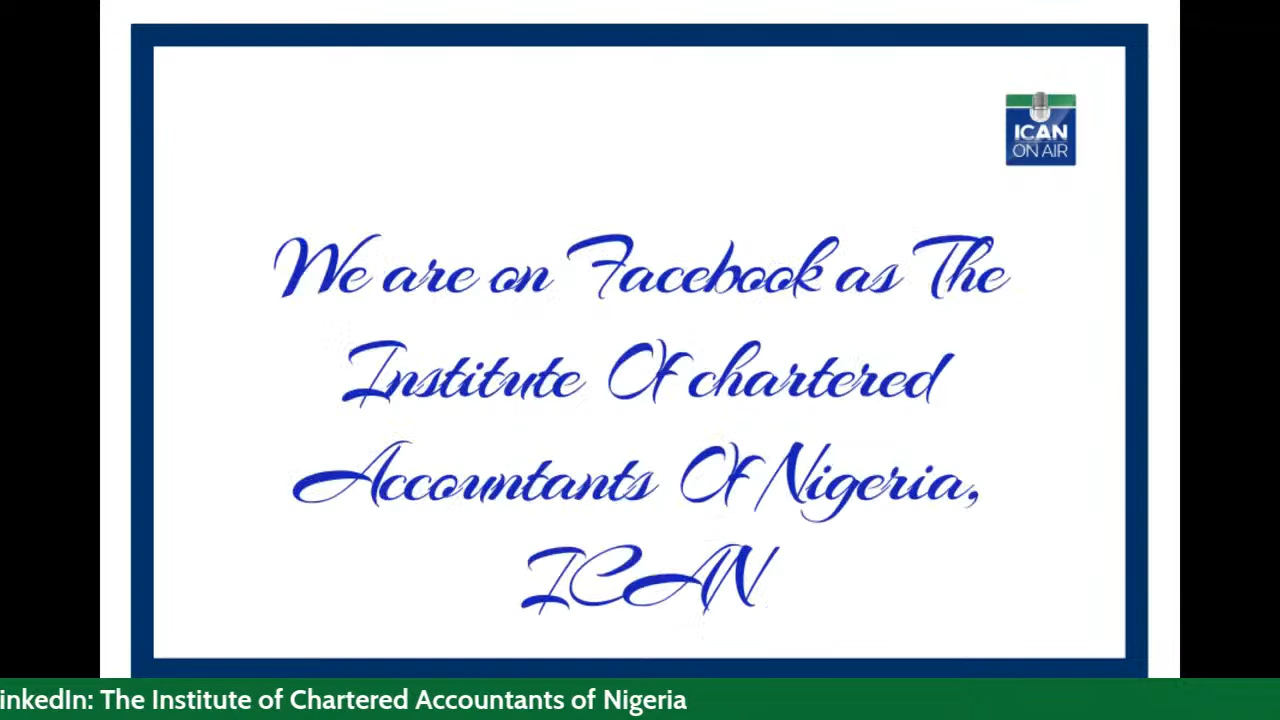 ICAN
ON AIR
We are on Facebook as The
Institute Of chartered
Accountants Of Nigeria,
ICAN
inkedIn: The Institute of Chartered Accountants of Nigeria